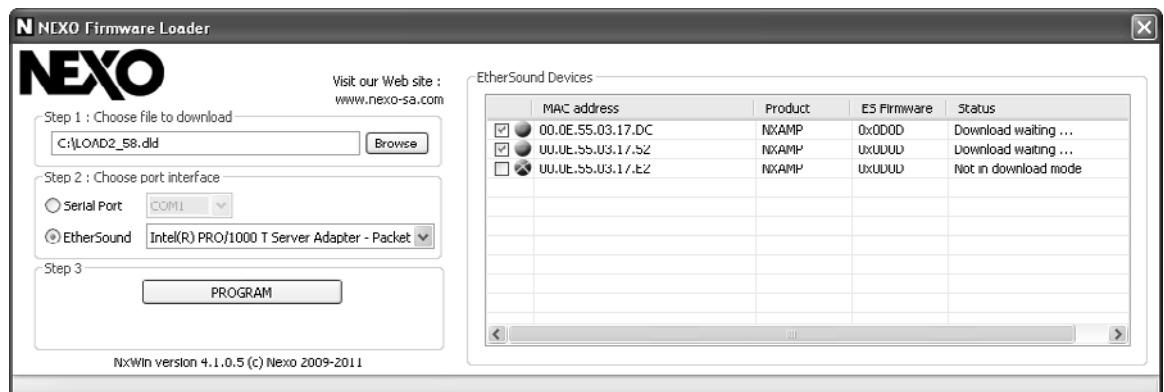 NEXO Firmware Loader
NEXO
Visit our Web site :
www.nexo-sa.com
Step 1 : Choose file to download
C:\LOAD2_58.dld
Browse
Step 2 : Choose port interface
Serial Port
COM1
EtherSound
Intel(R) PRO/1000 T Server Adapter - Packet
Step 3
PROGRAM
NxWin version 4.1.0.5 (c) Nexo 2009-2011
EtherSound Devices
MAC address Product ES Firmware Status
00.0E.55.03.17.DC NXAMP 0x0D0D Download waiting ...
00.0E.55.03.17.52 NXAMP 0x0D0D Download waiting ...
00.0E.55.03.17.E2 NXAMP 0x0D0D Not in download mode